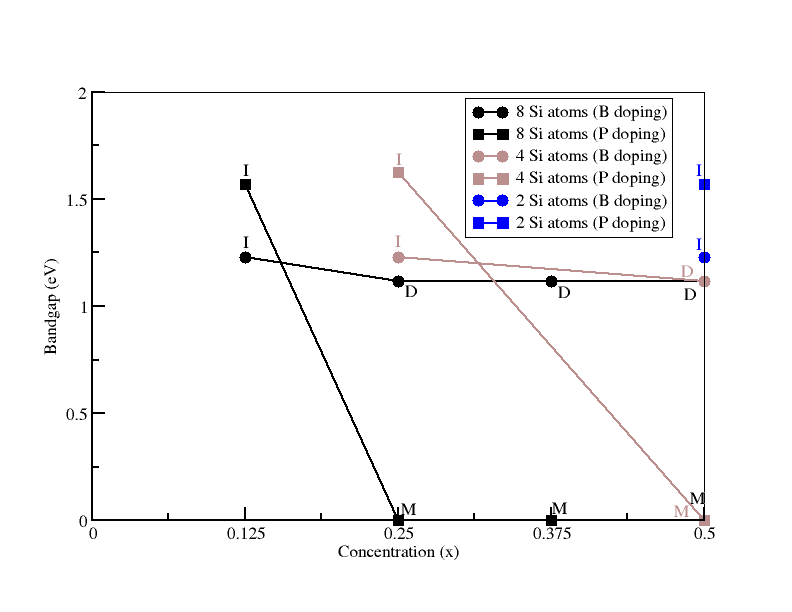 2
8 Si atoms (B doping)
8 Si atoms (P doping)
4 Si atoms (B doping)
4 Si atoms (P doping)
2 Si atoms (B doping)
2 Si atoms (P doping)
I
I
I
1.5
I
I
I
D
D
D
D
1
Bandgap (eV)
0.5
M
M
M
M
0
0
0.125
0.25
0.375
0.5
Concentration (x)